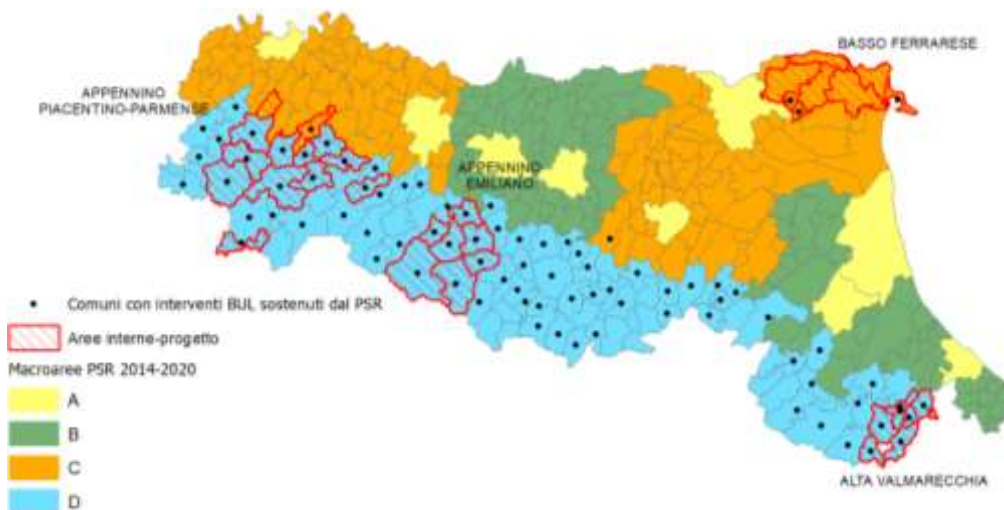 BASSO FERRARESE
APPENNINO
PIACENTINO-PARMENSE
APPENNINO
EMILIANO
Comuni con interventi BUL sostenuti dal PSR
Aree interne-progetto
Macroaree PSR 2014-2020
A
B
C
D
ALTA VALMARECCHIA